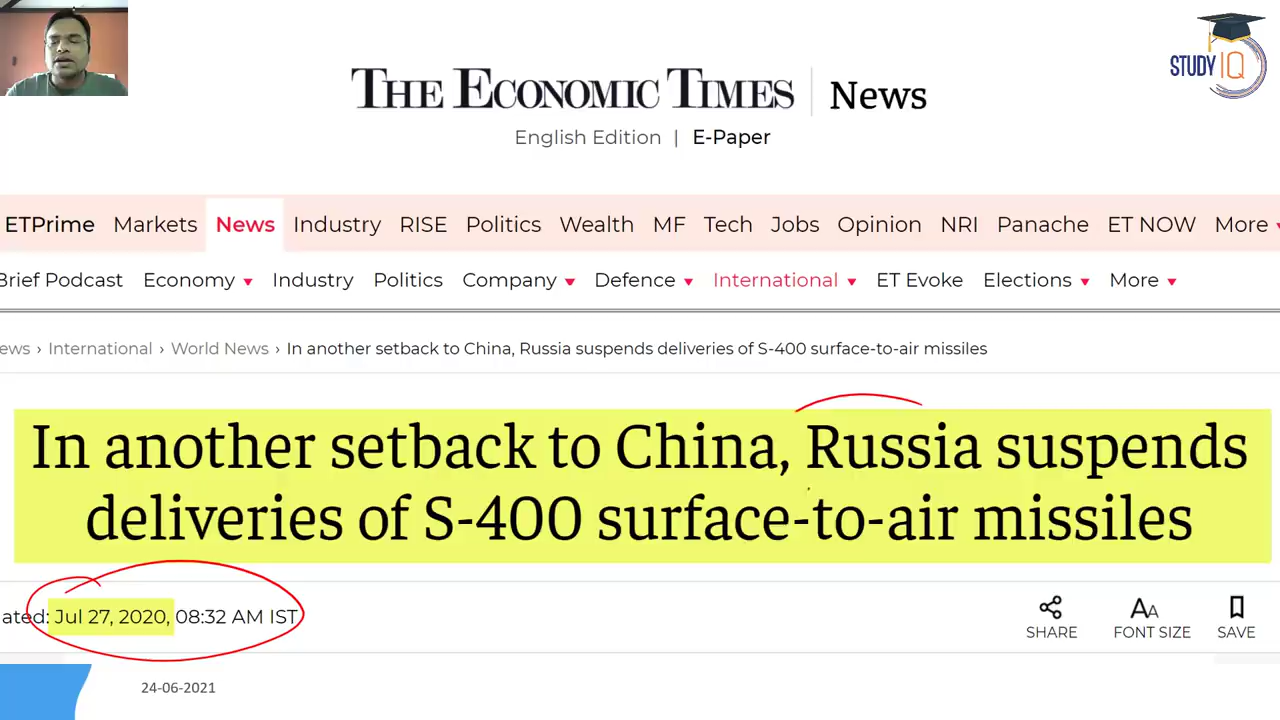 STUDY IQ
THE ECONOMIC TIMES | News
English Edition | E-Paper
ETPrime Markets News Industry RISE Politics Wealth MF Tech Jobs Opinion NRI Panache ET NOW More
Brief Podcast Economy Industry Politics Company Defence International ET Evoke Elections More
ews › International › World News › In another setback to China, Russia suspends deliveries of S-400 surface-to-air missiles
In another setback to China, Russia suspends
deliveries of S-400 surface-to-air missiles
ated: Jul 27, 2020, 08:32 AM IST
SHARE AA FONT SIZE SAVE
24-06-2021